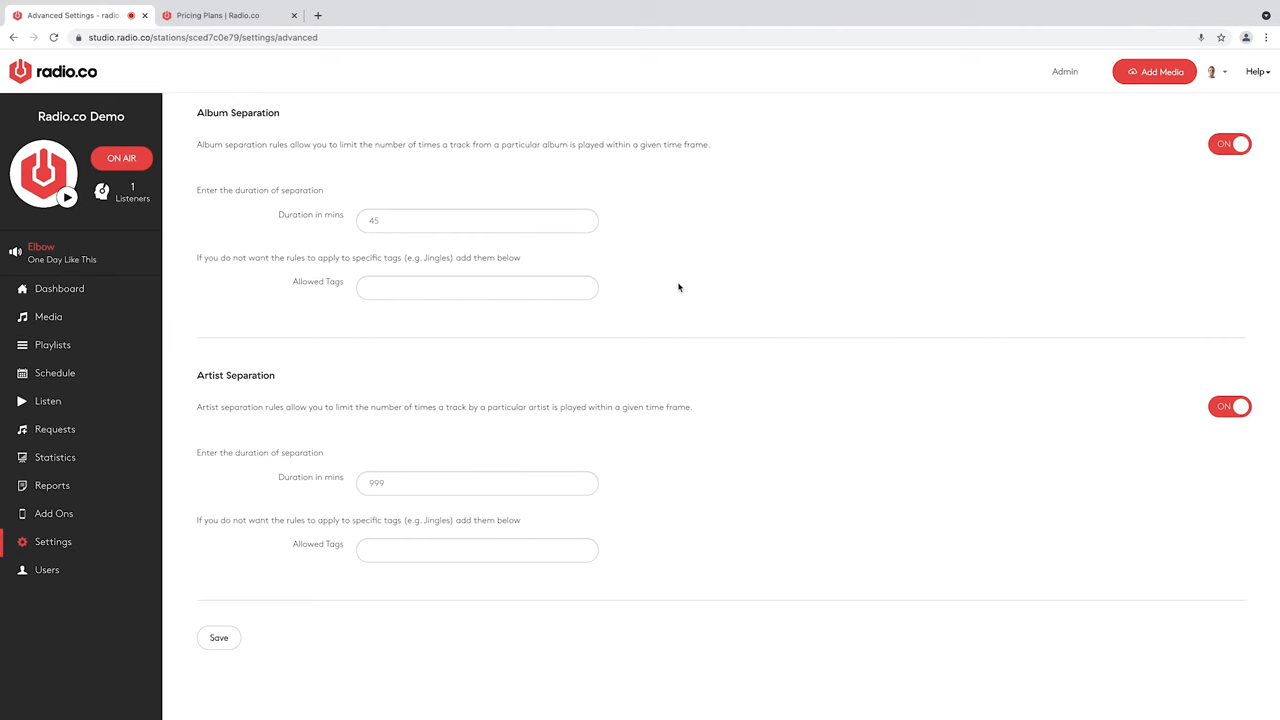 Advanced Settings - radio.
Pricing Plans | Radio.co
studio.radio.co/stations/sced7c0e79/settings/advanced
radio.co
Admin
Add Media
Help
Radio.co Demo
ON AIR
1
Listeners
Elbow
One Day Like This
Dashboard
Media
Playlists
Schedule
Listen
Requests
Statistics
Reports
Add Ons
Settings
Users
Album Separation
Album separation rules allow you to limit the number of times a track from a particular album is played within a given time frame.
ON
Enter the duration of separation
Duration in mins
45
If you do not want the rules to apply to specific tags (e.g. Jingles) add them below
Allowed Tags
Artist Separation
Artist separation rules allow you to limit the number of times a track by a particular artist is played within a given time frame.
ON
Enter the duration of separation
Duration in mins
999
If you do not want the rules to apply to specific tags (e.g. Jingles) add them below
Allowed Tags
Save